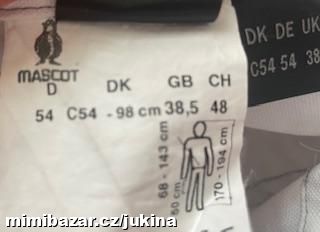 DK DE UK
C54 54 38
MASCOT
D DK GB CH
54 C54 - 98 cm 38,5 48
68 - 143 cm
170 - 194 cm
mimibazar.cz/jukina